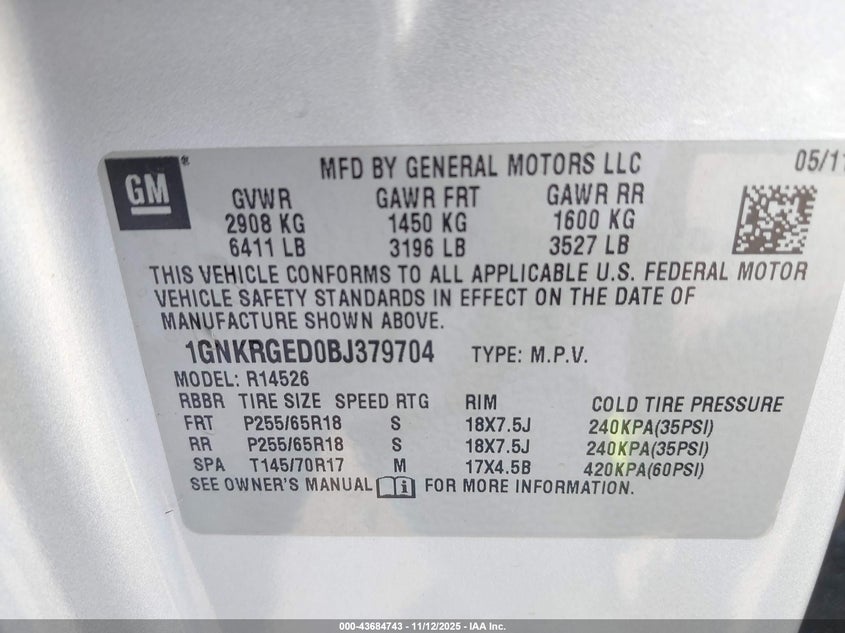 GM
MFD BY GENERAL MOTORS LLC 05/11
GVWR GAWR FRT GAWR RR
2908 KG 1450 KG 1600 KG
6411 LB 3196 LB 3527 LB
THIS VEHICLE CONFORMS TO ALL APPLICABLE U.S. FEDERAL MOTOR
VEHICLE SAFETY STANDARDS IN EFFECT ON THE DATE OF
MANUFACTURE SHOWN ABOVE.
1GNKRGED0BJ379704 TYPE: M.P.V.
MODEL: R14526
RBBR TIRE SIZE SPEED RTG RIM COLD TIRE PRESSURE
FRT P255/65R18 S 18X7.5J 240KPA(35PSI)
RR P255/65R18 S 18X7.5J 240KPA(35PSI)
SPA T145/70R17 M 17X4.5B 420KPA(60PSI)
SEE OWNER'S MANUAL FOR MORE INFORMATION.
000-43684743 - 11/12/2025 - IAA Inc.